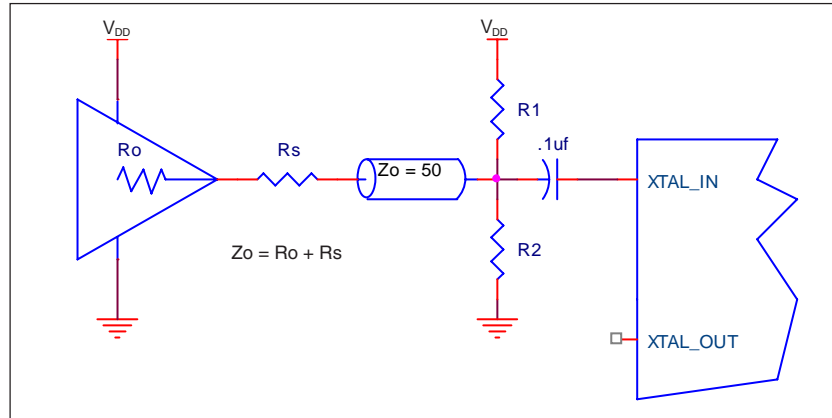 VDD
VDD
R1
Ro
Rs
Zo = 50
.1uf
XTAL_IN
Zo = Ro + Rs
R2
XTAL_OUT